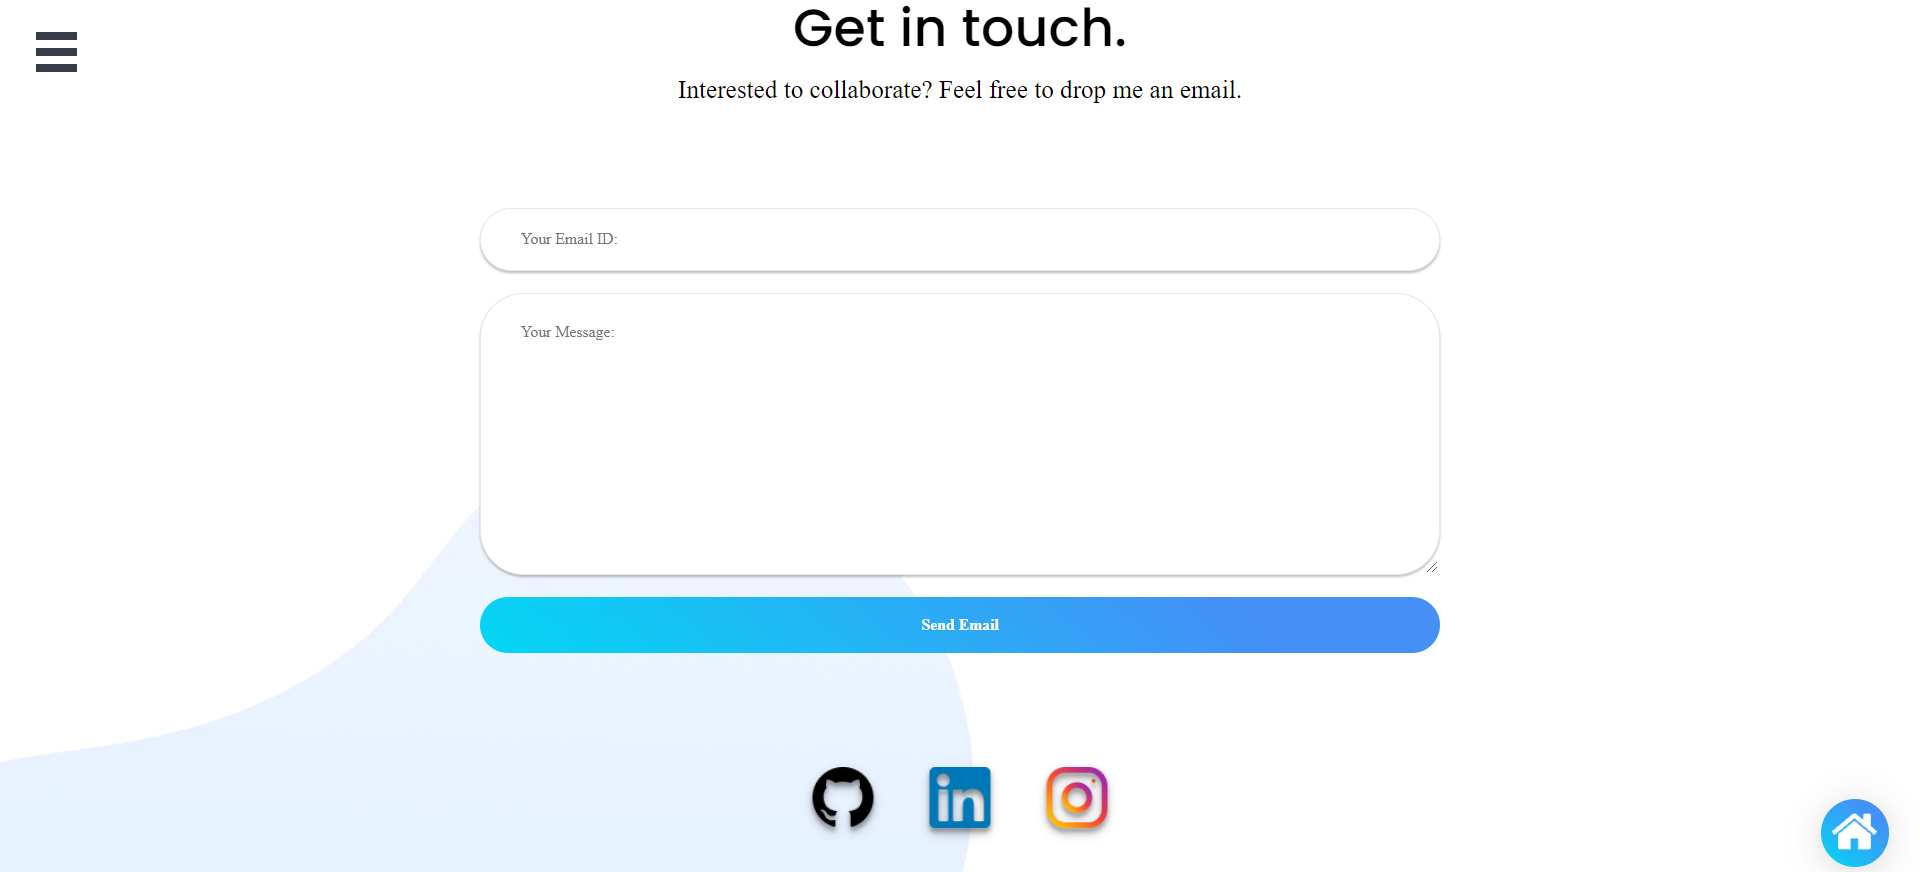 Get in touch.
Interested to collaborate? Feel free to drop me an email.
Your Email ID:
Your Message:
Send Email
in